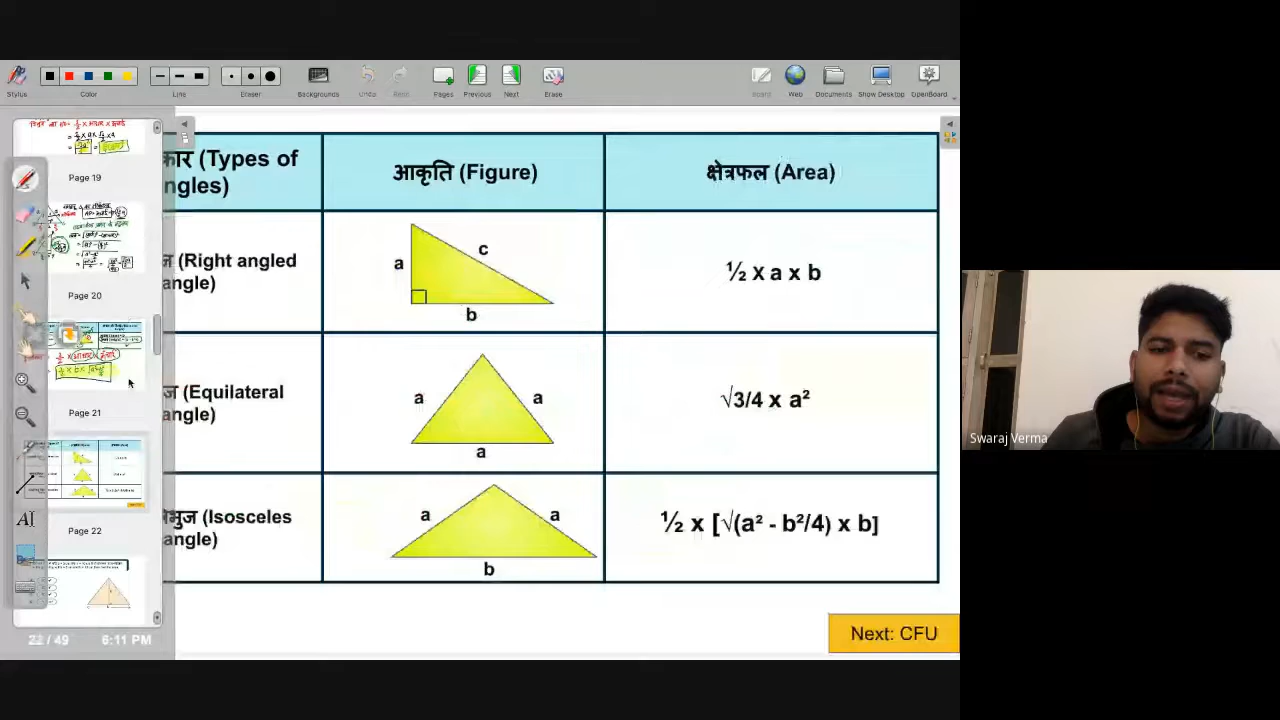 Stylus
Color
Line
Eraser
Backgrounds
Undo
Redo
Pages
Previous
Next
Erase
Board
Web
Documents
Show Desktop
OpenBoard
Page 19
Page 20
Page 21
Page 22
22 / 49
6:11 PM
(Types of
ngles)
आकृति (Figure)
क्षेत्रफल (Area)
(Right angled
angle)
a
c
b
½ x a x b
(Equilateral
angle)
a
a
a
√3/4 x a²
(Isosceles
angle)
a
a
b
½ x [√(a² - b²/4) x b]
Next: CFU
Swaraj Verma